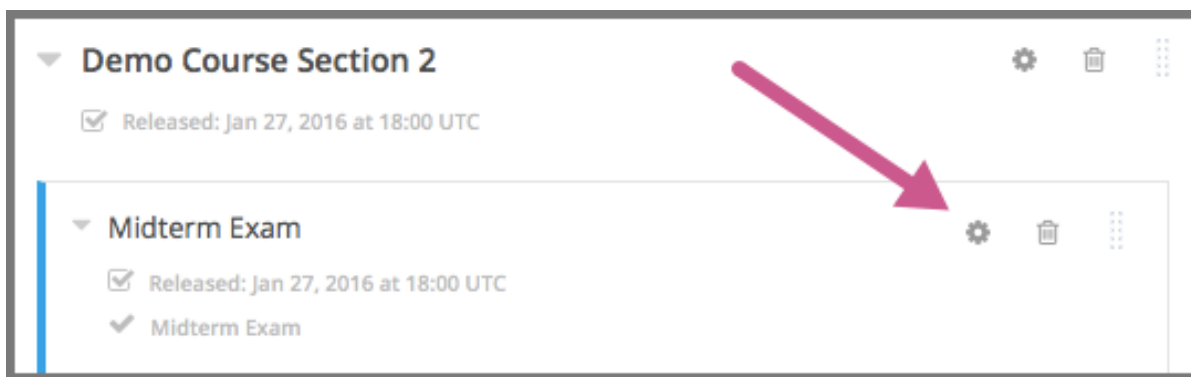 Demo Course Section 2
Released: Jan 27, 2016 at 18:00 UTC
Midterm Exam
Released: Jan 27, 2016 at 18:00 UTC
Midterm Exam